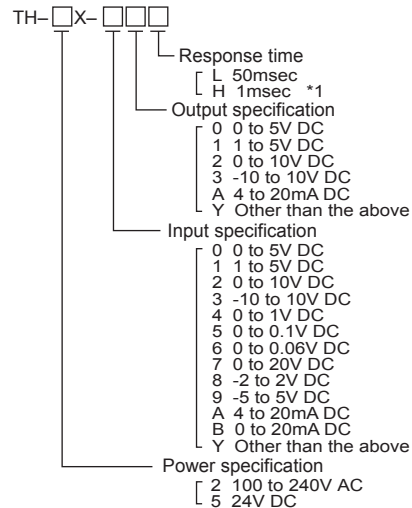 TH–□X–□□□
Response time
L 50msec
H 1msec *1
Output specification
0 0 to 5V DC
1 1 to 5V DC
2 0 to 10V DC
3 -10 to 10V DC
A 4 to 20mA DC
Y Other than the above
Input specification
0 0 to 5V DC
1 1 to 5V DC
2 0 to 10V DC
3 -10 to 10V DC
4 0 to 1V DC
5 0 to 0.1V DC
6 0 to 0.06V DC
7 0 to 20V DC
8 -2 to 2V DC
9 -5 to 5V DC
A 4 to 20mA DC
B 0 to 20mA DC
Y Other than the above
Power specification
2 100 to 240V AC
5 24V DC